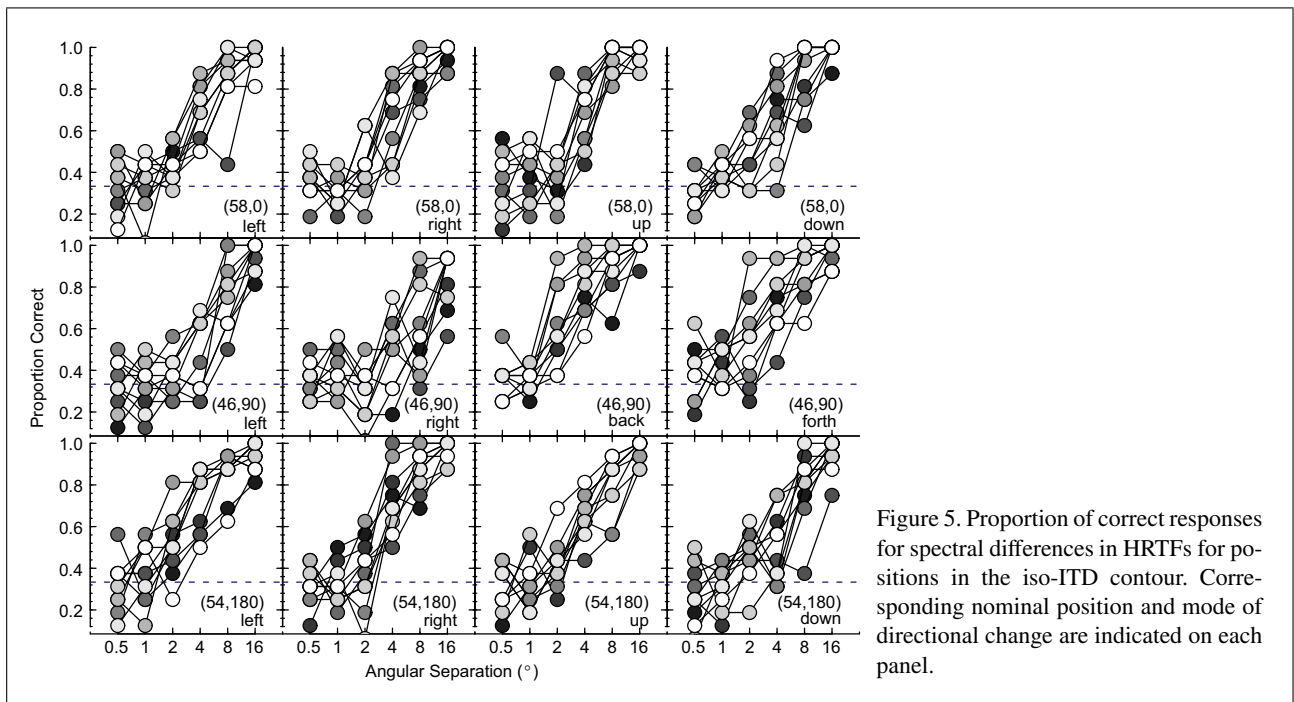 1.0
0.8
0.6
0.4
0.2
(58,0)
left
(58,0)
right
(58,0)
up
(58,0)
down
Proportion Correct
1.0
0.8
0.6
0.4
0.2
(46,90)
left
(46,90)
right
(46,90)
back
(46,90)
forth
1.0
0.8
0.6
0.4
0.2
(54,180)
left
(54,180)
right
(54,180)
up
(54,180)
down
0.5 1 2 4 8 16 0.5 1 2 4 8 16 0.5 1 2 4 8 16 0.5 1 2 4 8 16
Angular Separation (°)
Figure 5. Proportion of correct responses
for spectral differences in HRTFs for po-
sitions in the iso-ITD contour. Corre-
sponding nominal position and mode of
directional change are indicated on each
panel.